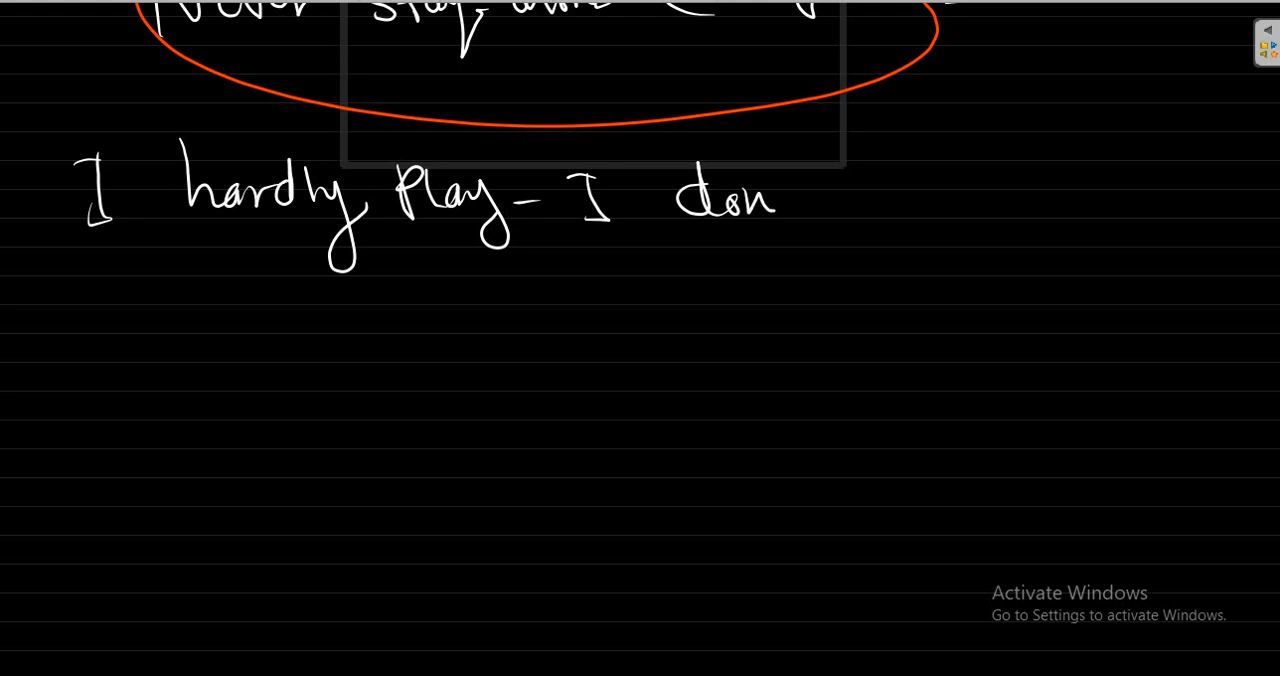 I hardly Play - I don
Activate Windows
Go to Settings to activate Windows.